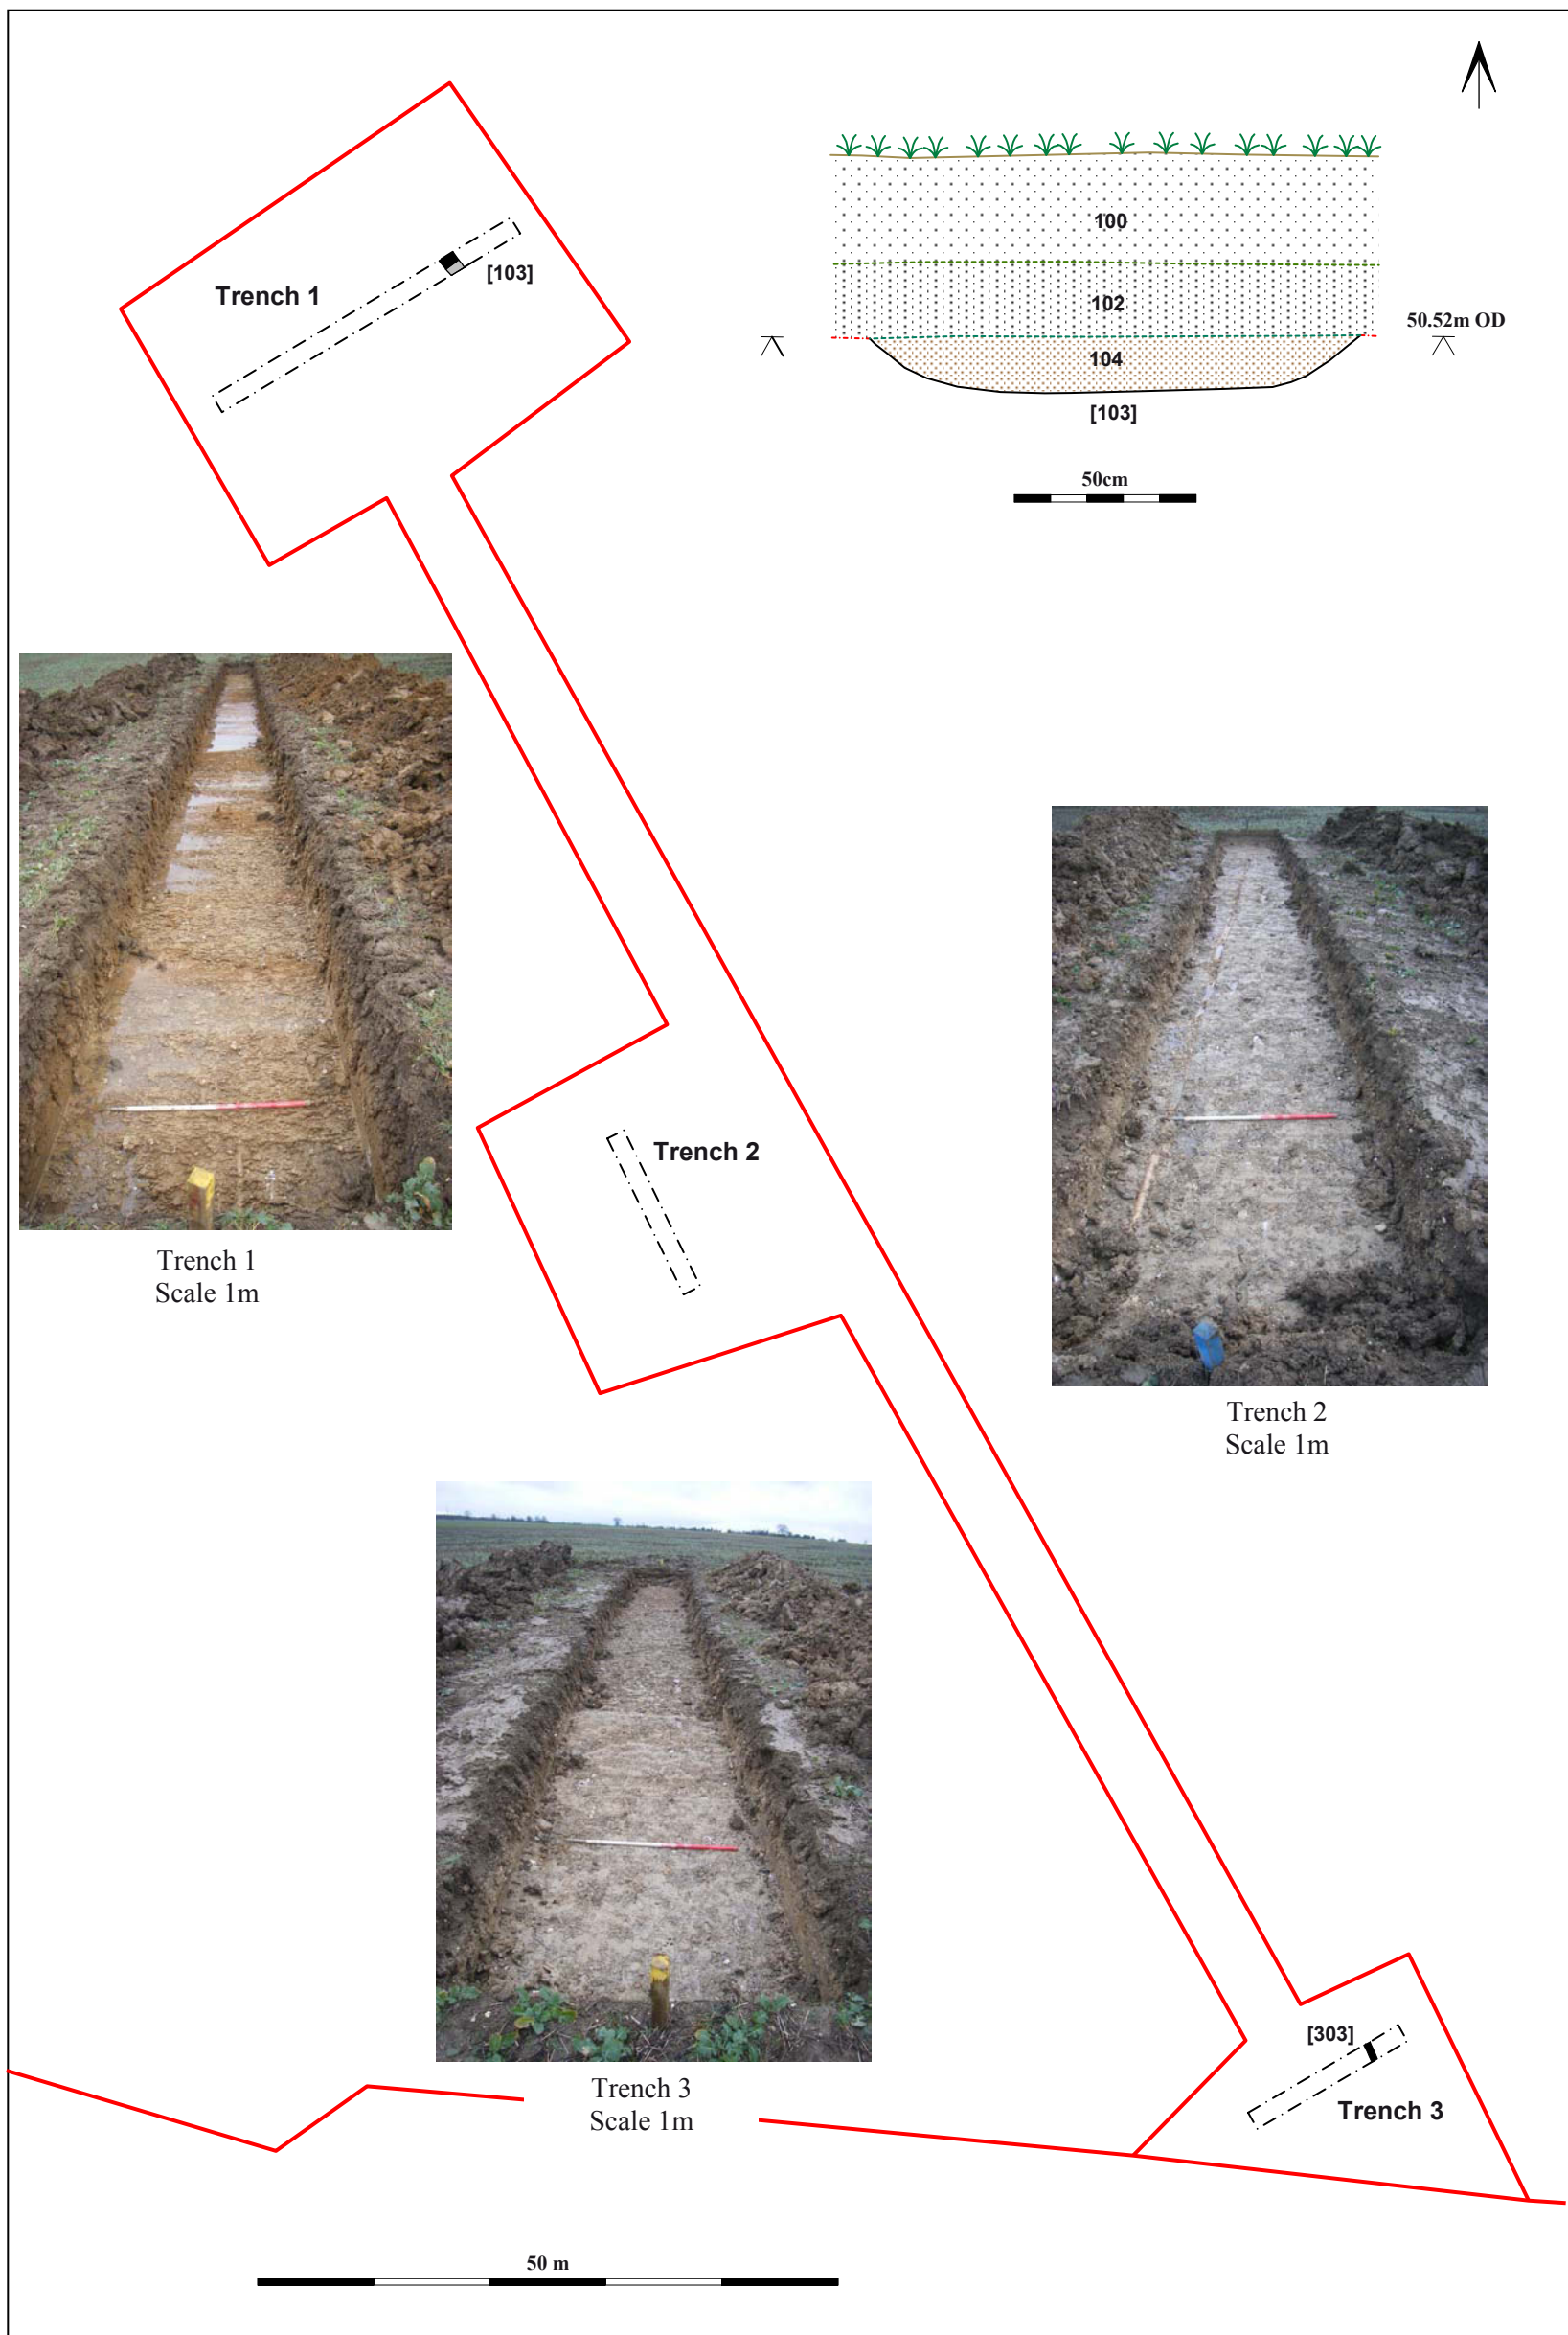 100
[103]
Trench 1
102
50.52m OD
104
[103]
50cm
Trench 2
Trench 1
Scale 1m
Trench 2
Scale 1m
[303]
Trench 3
Trench 3
Scale 1m
50 m